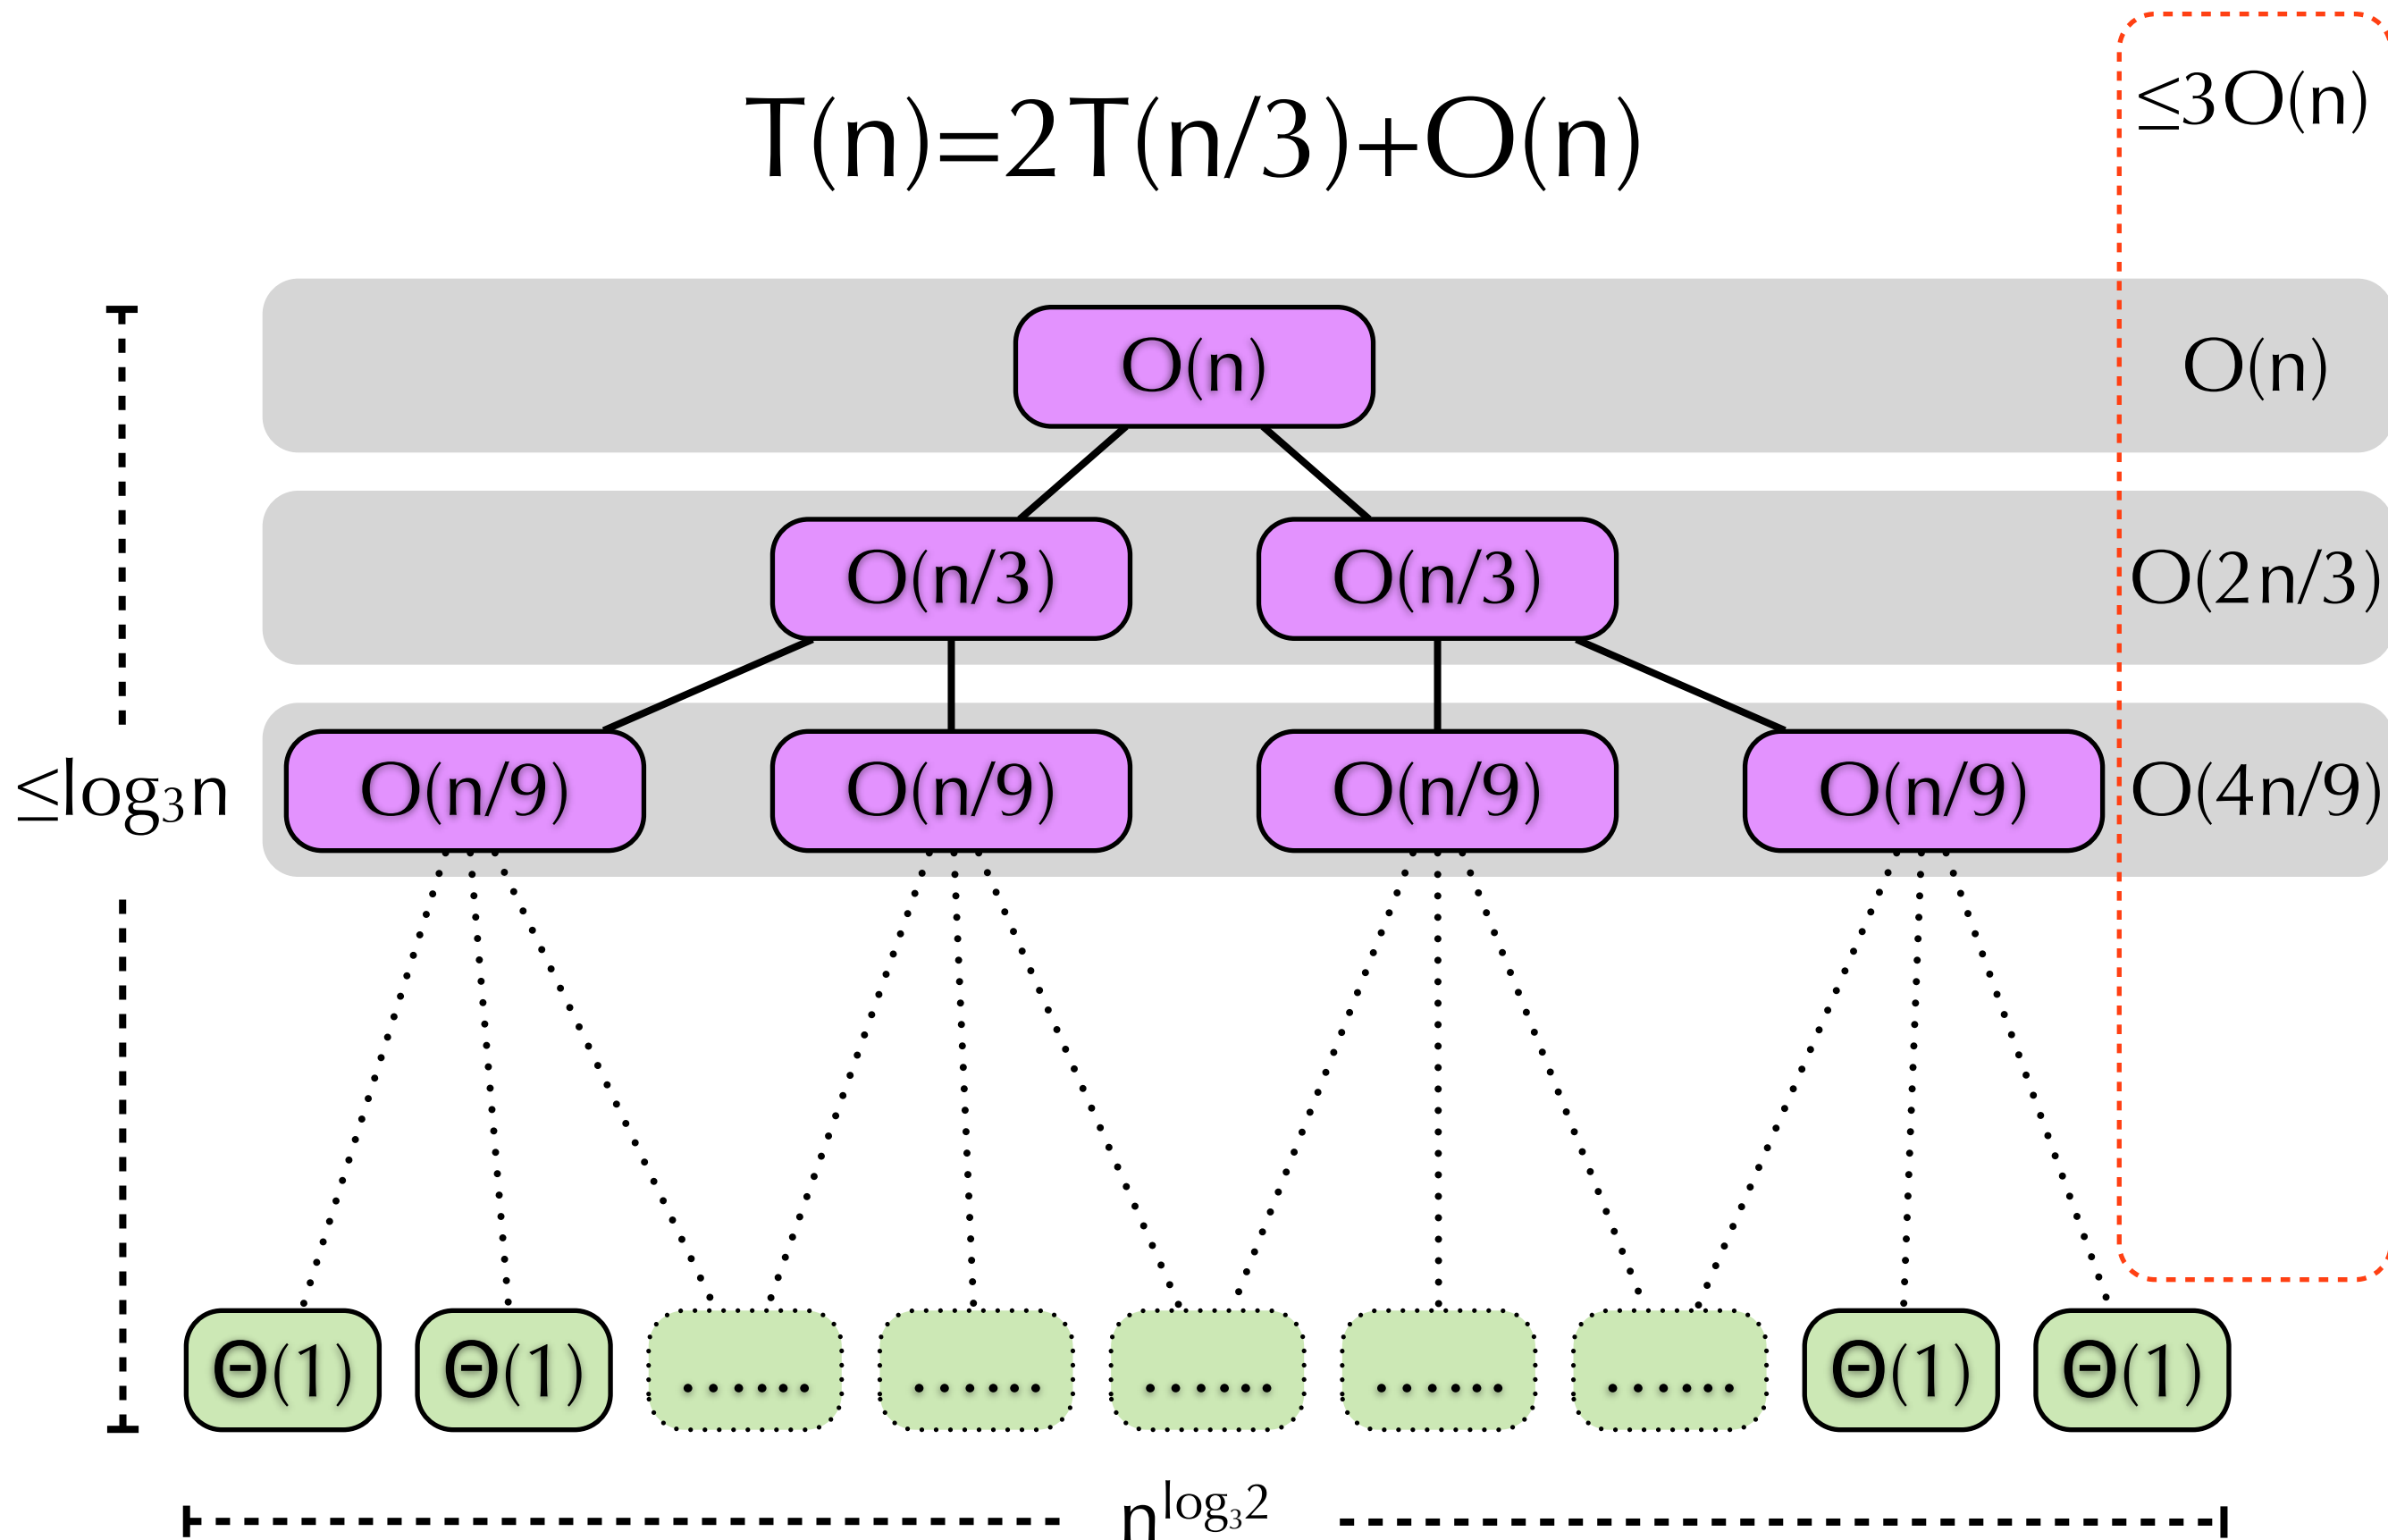 ≤3O(n)
T(n)=2T(n/3)+O(n)
O(n) O(n)
O(n/3) O(n/3) O(2n/3)
≤log₃n O(n/9) O(n/9) O(n/9) O(n/9) O(4n/9)
Θ(1) Θ(1) ...... ...... ...... ...... ...... Θ(1) Θ(1)
n^log₃2